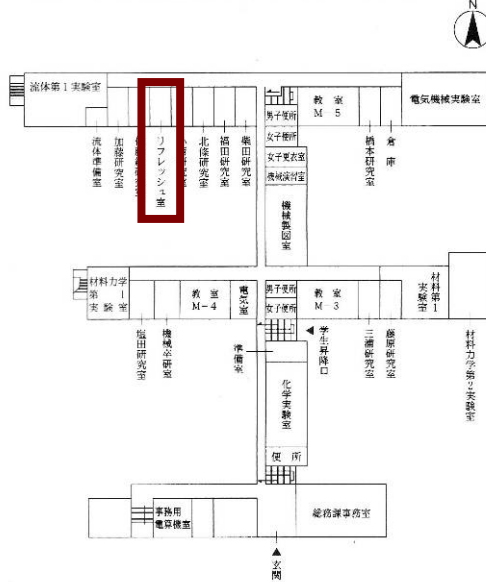 N
流体第1実験室
教室
M-5
電気機械実験室
男子便所
女子便所
女子更衣室
機械演習室
流体準備室
加藤研究室
リフレッシュ室
北條研究室
福田研究室
柴田研究室
橋本研究室
倉庫
機械製図室
材料力学
第1
実験室
教室
M-4
電気室
男子便所
女子便所
教室
M-3
材料第1
実験室
塩田研究室
機械卒研室
準備室
学生昇降口
三浦研究室
藤原研究室
材料力学第2実験室
化学実験室
便所
事務用
電算機室
総務課事務室
玄関